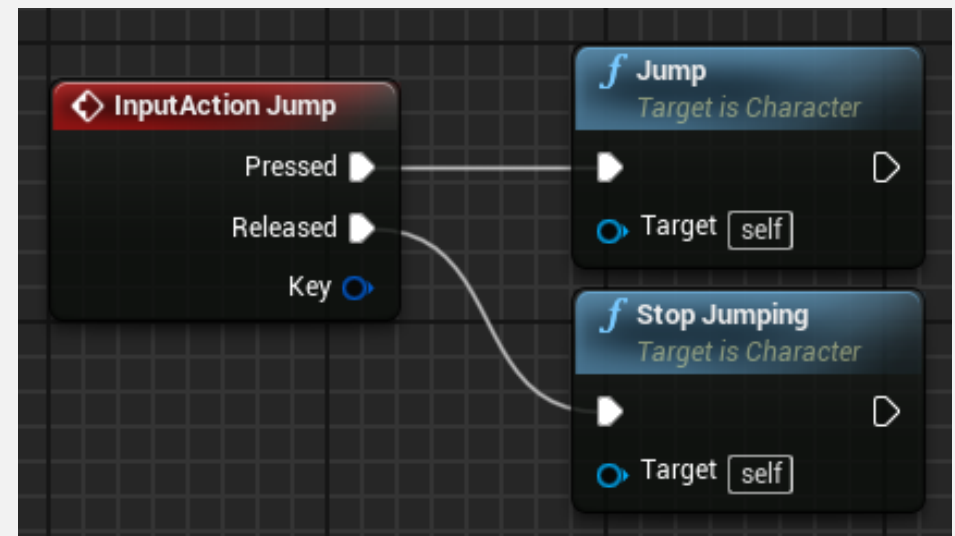 InputAction Jump
Pressed
Released
Key
f Jump
Target is Character
Target self
f Stop Jumping
Target is Character
Target self